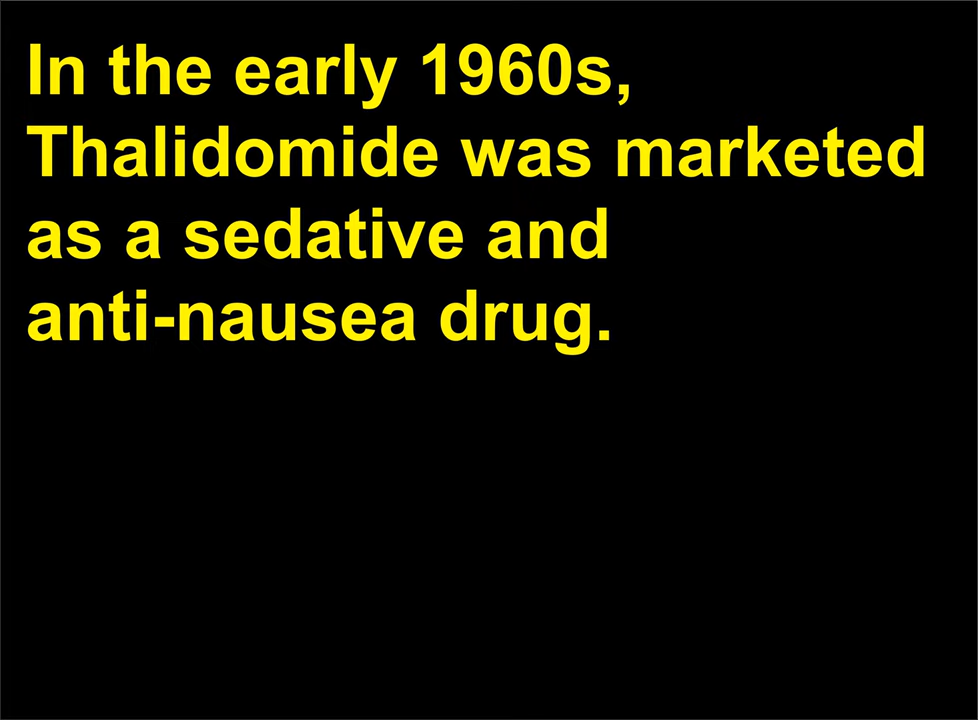 In the early 1960s,
Thalidomide was marketed
as a sedative and
anti-nausea drug.